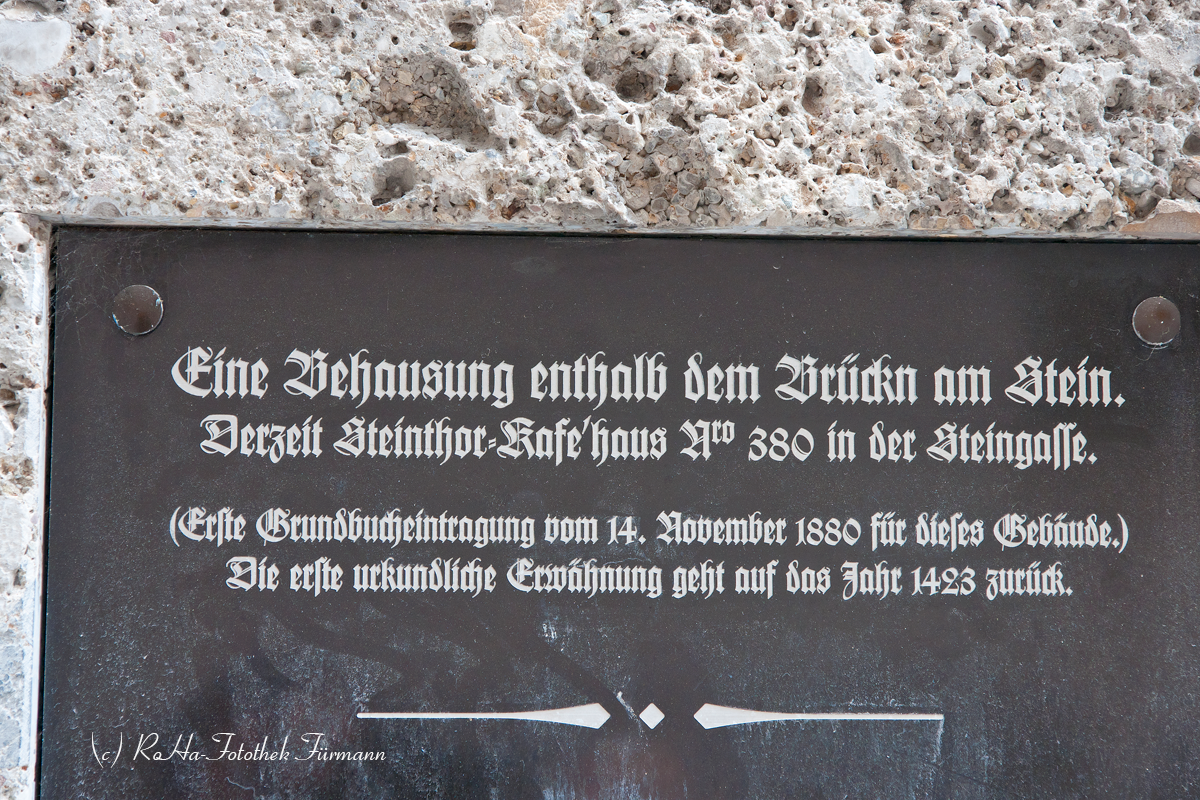 Eine Behausung enthalb dem Brückn am Stein.
Derzeit Steinthor-Kafe'haus Nro 380 in der Steingasse.
(Erste Grundbucheintragung vom 14. November 1880 für dieses Gebäude.)
Die erste urkundliche Erwähnung geht auf das Jahr 1423 zurück.
(c) RaHa-Fotothek Fürmann